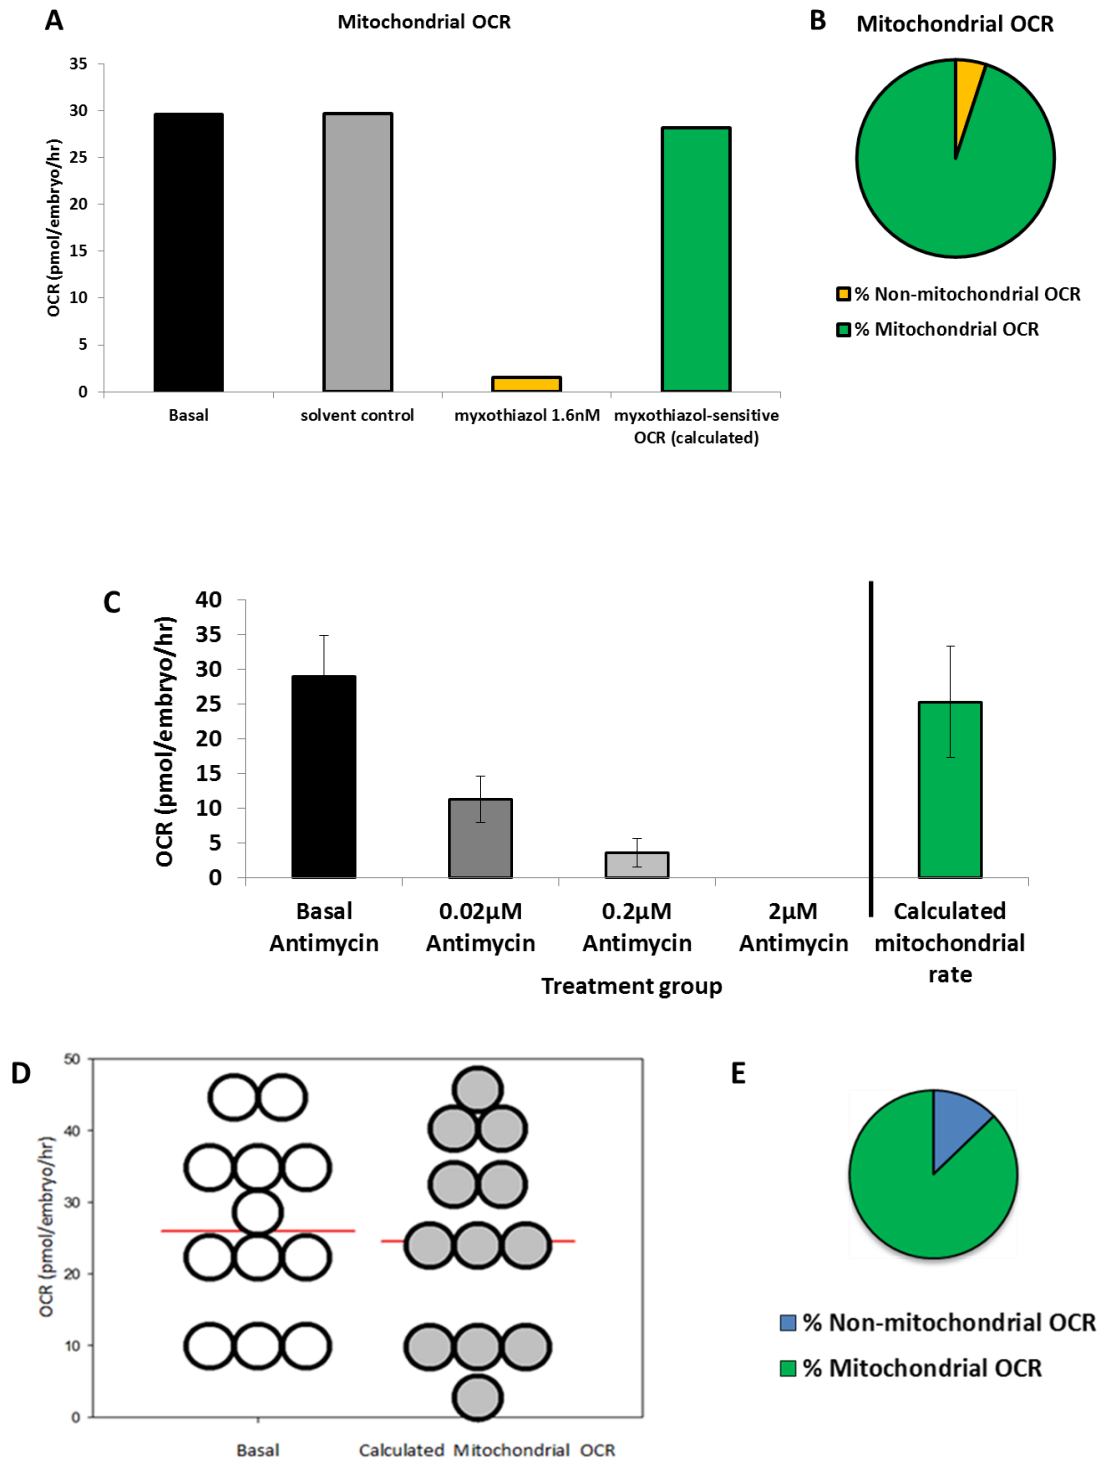 A
Mitochondrial OCR
35
30
25
20
15
10
5
0
OCR (pmol/embryo/hr)
Basal
solvent control
myxothiazol 1.6nM
myxothiazol-sensitive
OCR (calculated)
B
Mitochondrial OCR
% Non-mitochondrial OCR
% Mitochondrial OCR
C
40
35
30
25
20
15
10
5
0
OCR (pmol/embryo/hr)
Basal
Antimycin
0.02µM
Antimycin
0.2µM
Antimycin
2µM
Antimycin
Calculated
mitochondrial
rate
Treatment group
D
50
40
30
20
10
0
OCR (pmol/embryo/hr)
Basal
Calculated Mitochondrial OCR
E
% Non-mitochondrial OCR
% Mitochondrial OCR